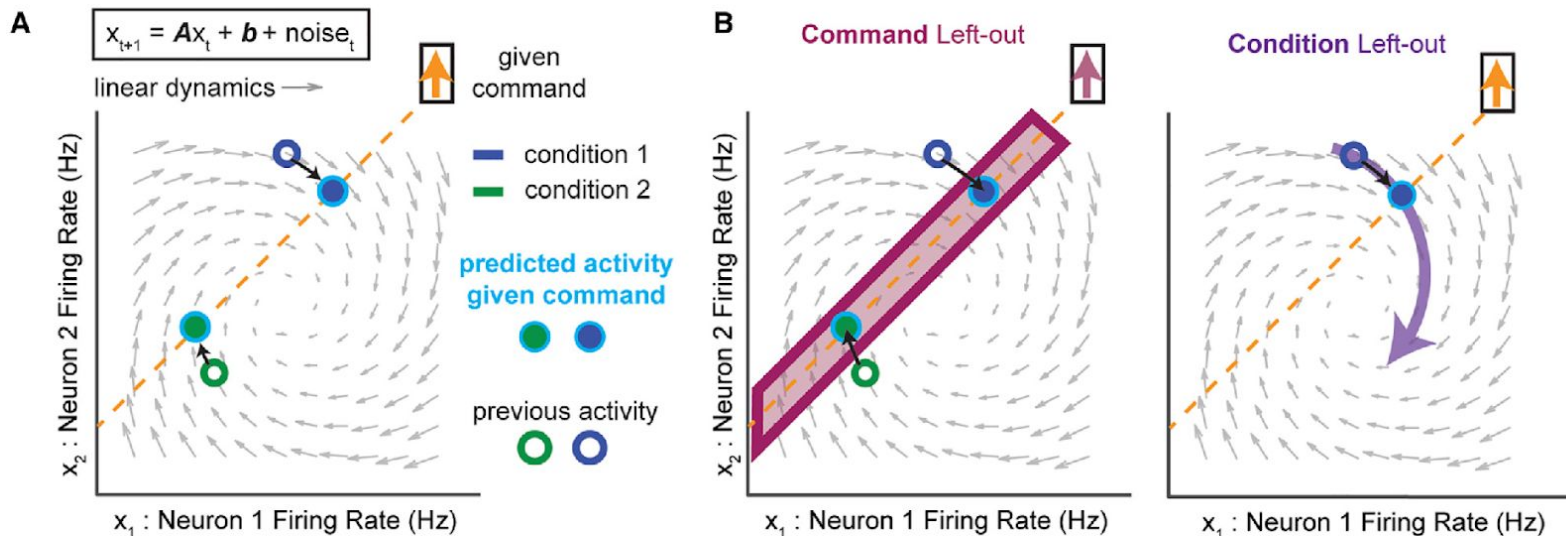 A
x_{t+1} = Ax_t + b + noise_t
linear dynamics
given
command
condition 1
condition 2
predicted activity
given command
previous activity
x_2 : Neuron 2 Firing Rate (Hz)
x_1 : Neuron 1 Firing Rate (Hz)
B
Command Left-out
x_2 : Neuron 2 Firing Rate (Hz)
x_1 : Neuron 1 Firing Rate (Hz)
Condition Left-out
x_1 : Neuron 1 Firing Rate (Hz)